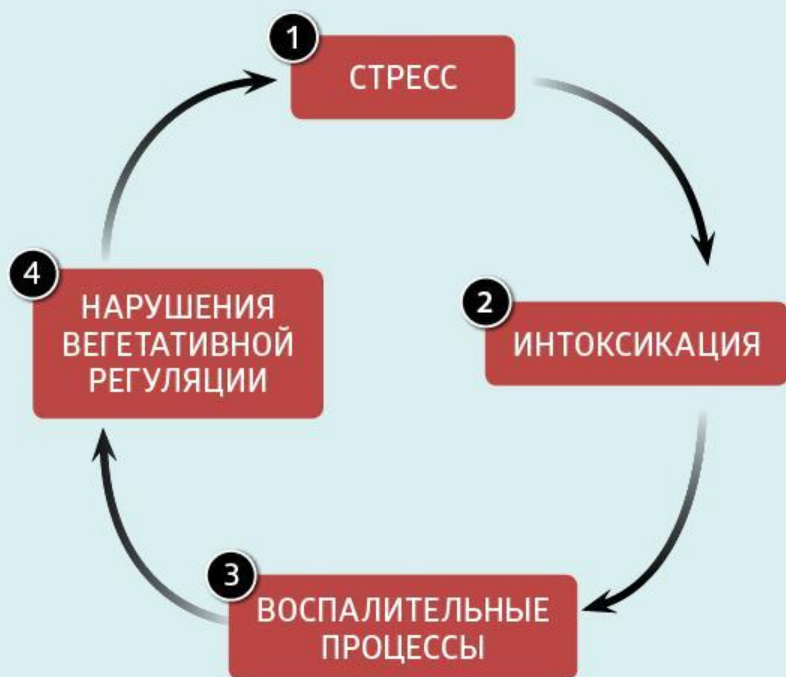 1
СТРЕСС
2
ИНТОКСИКАЦИЯ
3
ВОСПАЛИТЕЛЬНЫЕ
ПРОЦЕССЫ
4
НАРУШЕНИЯ
ВЕГЕТАТИВНОЙ
РЕГУЛЯЦИИ